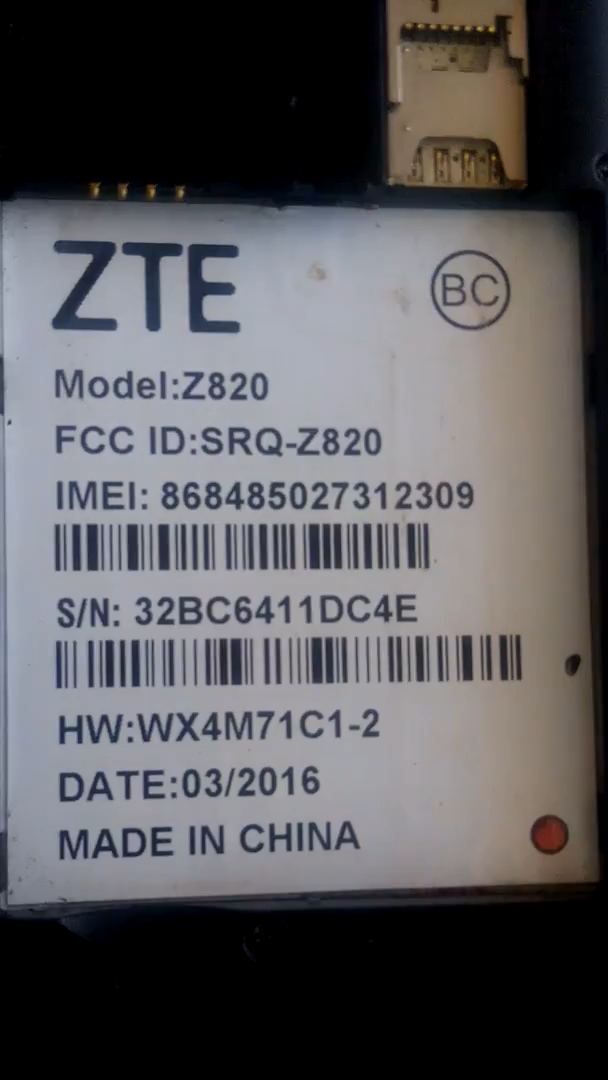 ZTE
BC
Model:Z820
FCC ID:SRQ-Z820
IMEI: 868485027312309
S/N: 32BC6411DC4E
HW:WX4M71C1-2
DATE:03/2016
MADE IN CHINA